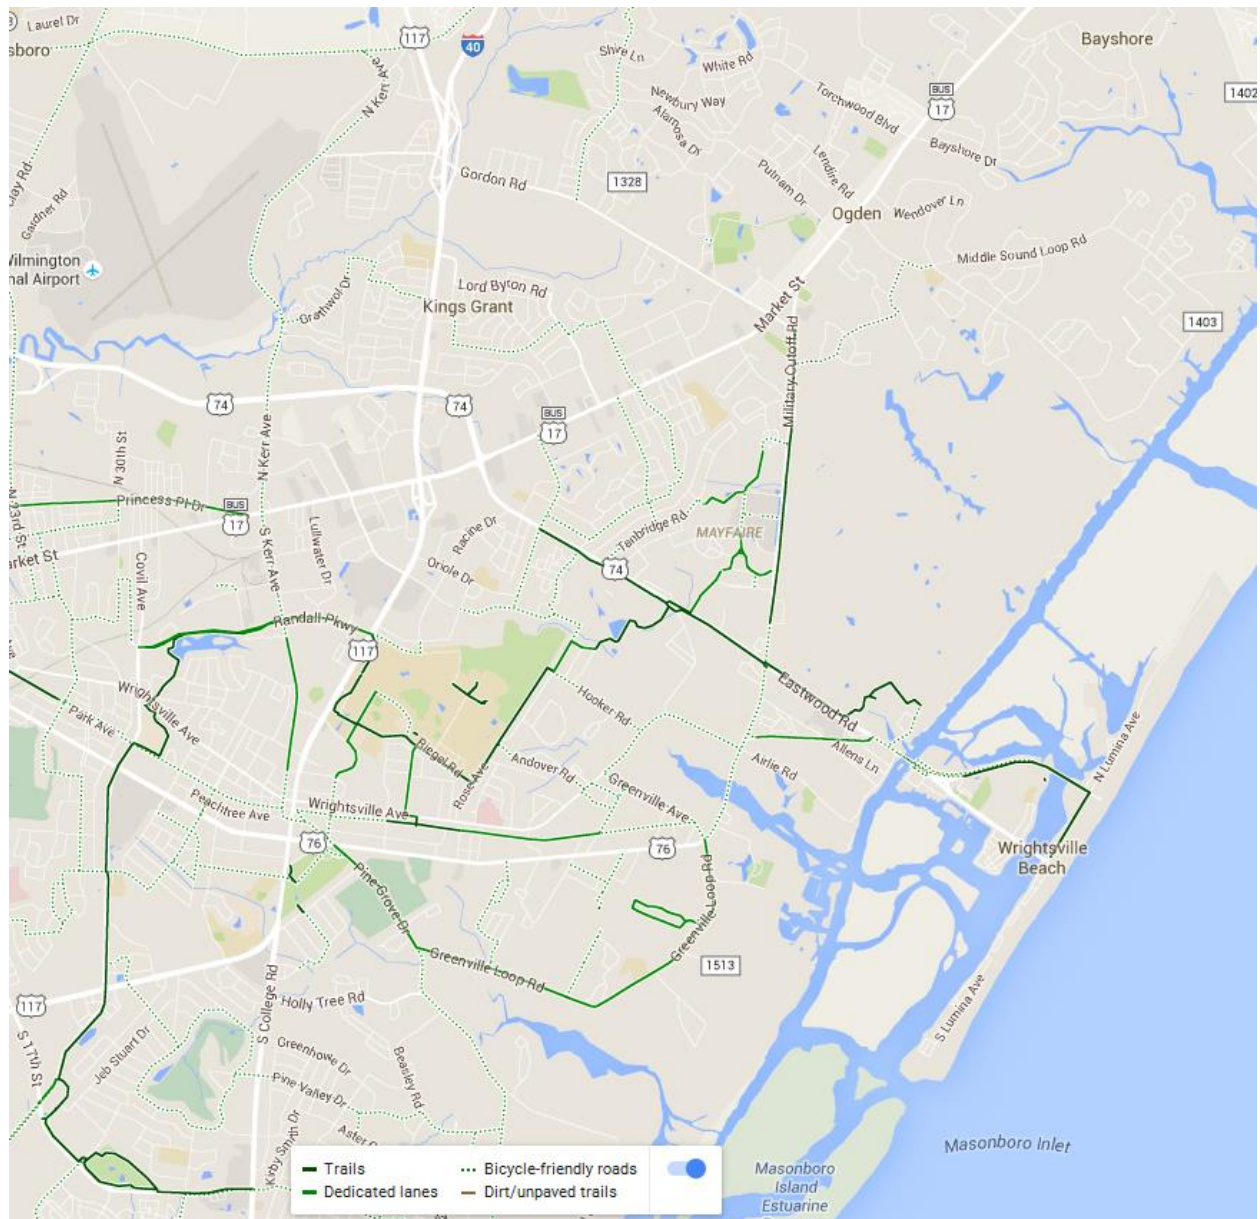 3
Laurel Dr
sboro
117
40
N Kerr Ave
Shire Ln
White Rd
Newbury Way
Alamosa Dr
Torchwood Blvd
BUS
17
Bayshore
1402
Bayshore Dr
Gordon Rd
1328
Putnam Dr
Lendire Rd
Ogden
Wendover Ln
Middle Sound Loop Rd
Clay Rd
Gardner Rd
Wilmington
nal Airport
Lord Byron Rd
Kings Grant
Market St
1403
Military Cutoff Rd
74
74
BUS
17
N 30th St
N Kerr Ave
N 23rd St
Princess Pl Dr
BUS
17
arket St
Covil Ave
S Kerr Ave
Lullwater Dr
Racine Dr
Oriole Dr
Tanbridge Rd
MAYFAIRE
74
Randall Pkwy
117
Wrightsville Ave
Park Ave
Hooker Rd
Eastwood Rd
Riegel Rd
Rose Ave
Andover Rd
Allens Ln
Airlie Rd
N Lumina Ave
Greenville Ave
Peachtree Ave
Wrightsville Ave
76
76
Wrightsville
Beach
Pine Grove Dr
Greenville Loop Rd
Greenville Loop Rd
1513
117
S College Rd
Holly Tree Rd
S Lumina Ave
S 17th St
Jeb Stuart Dr
Greenhowe Dr
Beasley Rd
Pine Valley Dr
Kirby Smith Dr
Masonboro Inlet
Trails
Bicycle-friendly roads
Dedicated lanes
Dirt/unpaved trails
Masonboro
Island
Estuarine